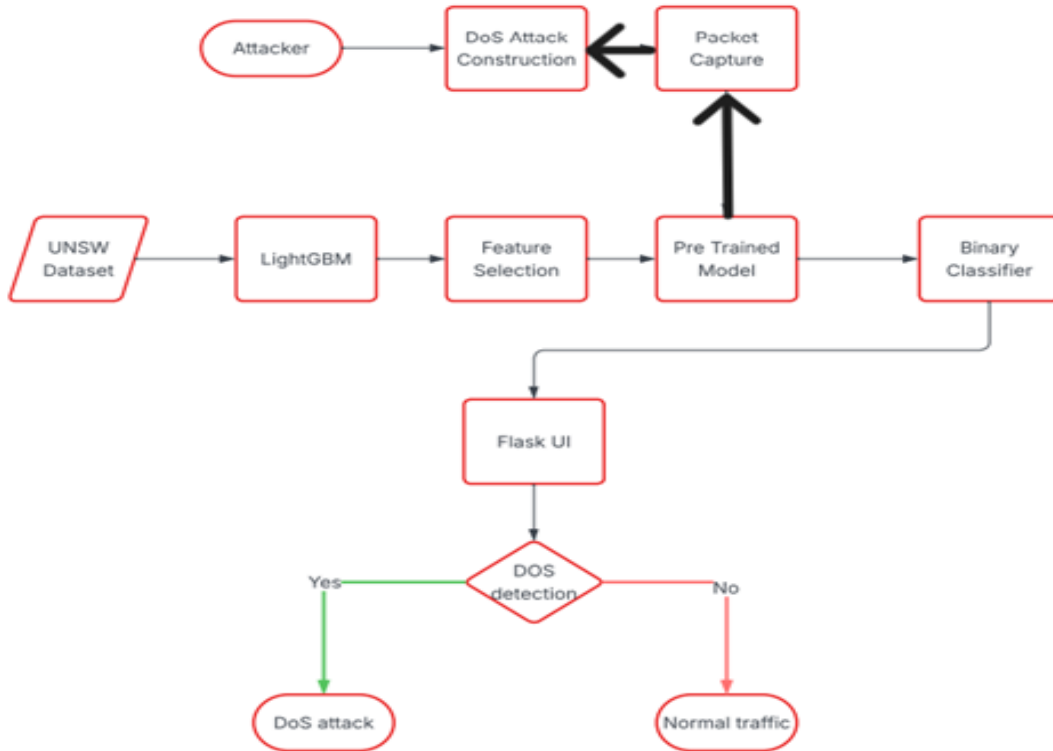 Attacker
DoS Attack
Construction
Packet
Capture
UNSW
Dataset
LightGBM
Feature
Selection
Pre Trained
Model
Binary
Classifier
Flask UI
DOS
detection
Yes
No
DoS attack
Normal traffic